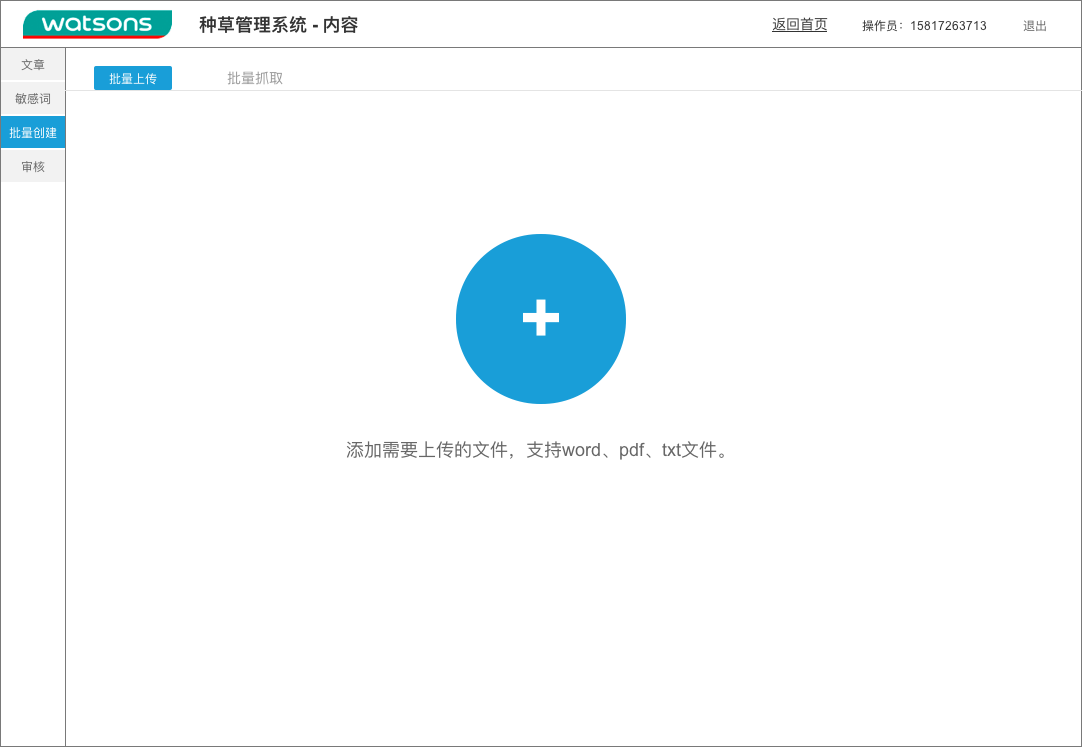 watsons 种草管理系统 - 内容 返回首页 操作员：15817263713 退出
文章
批量上传 批量抓取
敏感词
批量创建
审核
添加需要上传的文件，支持word、pdf、txt文件。